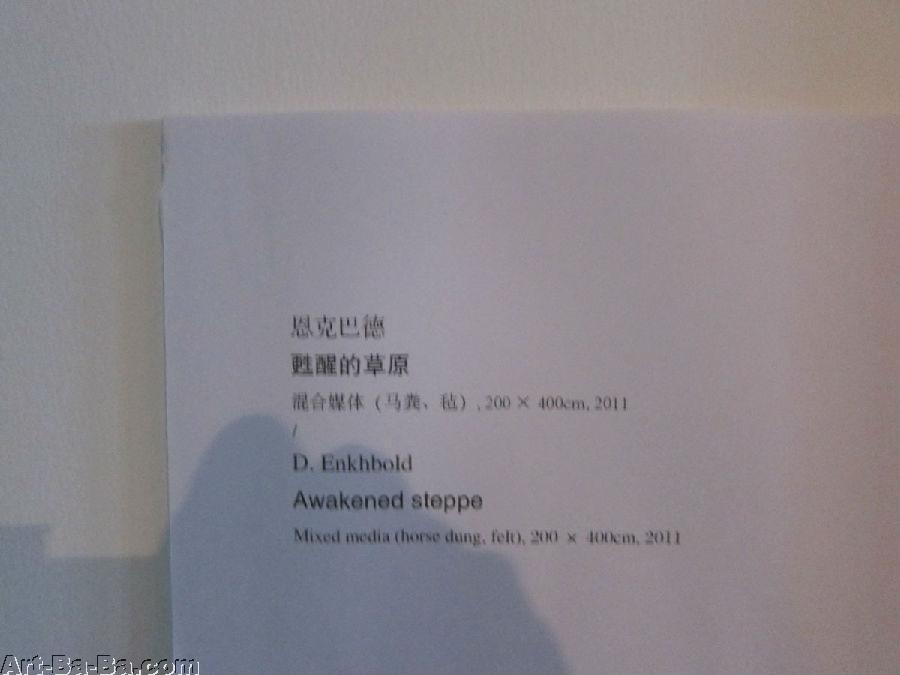 恩克巴德
甦醒的草原
混合媒体（马粪、毡）, 200 × 400cm, 2011
/
D. Enkhbold
Awakened steppe
Mixed media (horse dung, felt), 200 × 400cm, 2011
Art-Ba-Ba.com